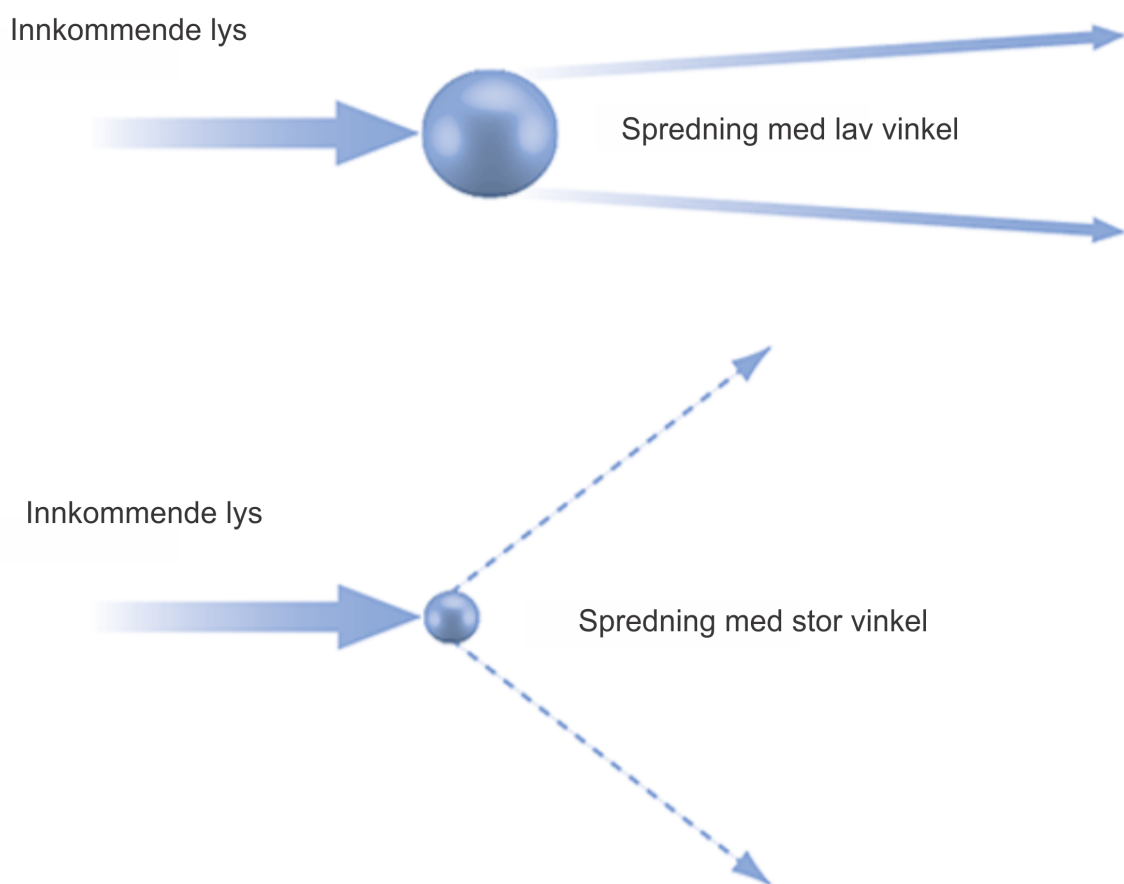 Innkommende lys
Spredning med lav vinkel
Innkommende lys
Spredning med stor vinkel